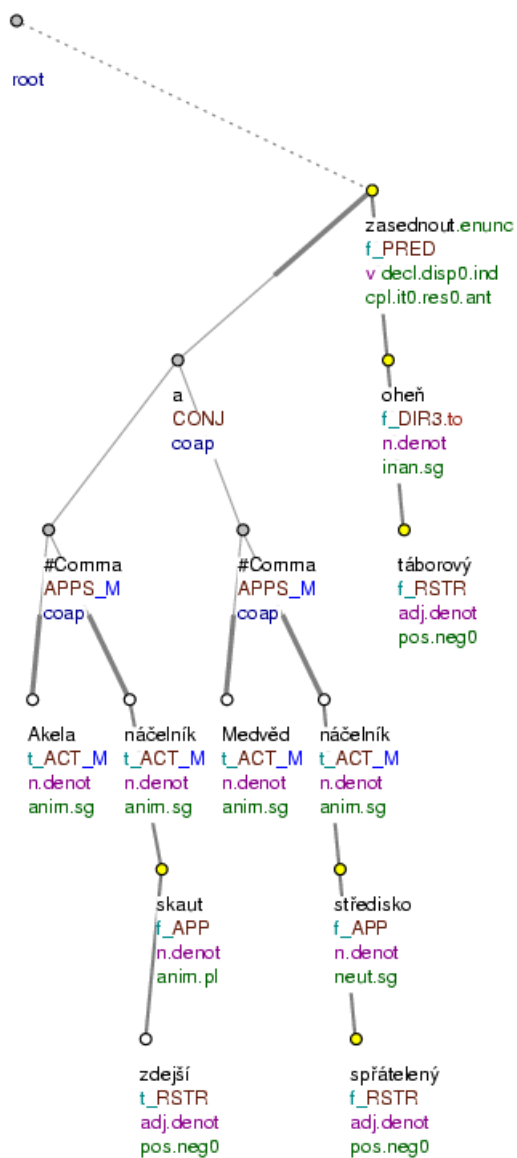 root
zasednout.enunc
f_PRED
v decl.disp0.ind
cpl.it0.res0.ant
a
CONJ
coap
oheň
f_DIR3.to
n.denot
inan.sg
#Comma
APPS_M
coap
#Comma
APPS_M
coap
táborový
f_RSTR
adj.denot
pos.neg0
Akela
t_ACT_M
n.denot
anim.sg
náčelník
t_ACT_M
n.denot
anim.sg
Medvěd
t_ACT_M
n.denot
anim.sg
náčelník
t_ACT_M
n.denot
anim.sg
skaut
f_APP
n.denot
anim.pl
středisko
f_APP
n.denot
neut.sg
zdejší
t_RSTR
adj.denot
pos.neg0
spřátelený
f_RSTR
adj.denot
pos.neg0